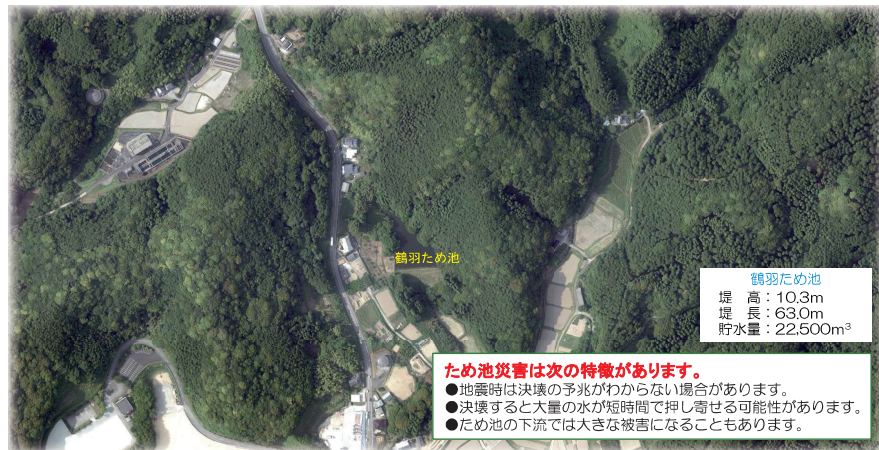 鶴羽ため池
鶴羽ため池
堤　高：10.3m
堤　長：63.0m
貯水量：22,500m³
ため池災害は次の特徴があります。
●地震時は決壊の予兆がわからない場合があります。
●決壊すると大量の水が短時間で押し寄せる可能性があります。
●ため池の下流では大きな被害になることもあります。